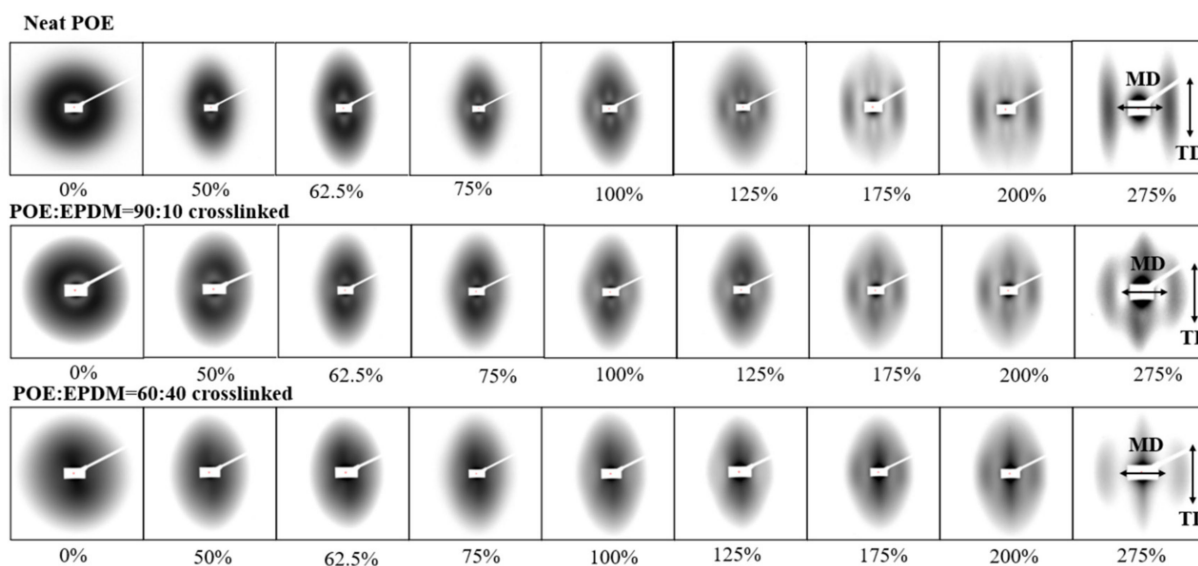 Neat POE
MD
TD
0% 50% 62.5% 75% 100% 125% 175% 200% 275%
POE:EPDM=90:10 crosslinked
MD
0% 50% 62.5% 75% 100% 125% 175% 200% 275%
POE:EPDM=60:40 crosslinked
MD
0% 50% 62.5% 75% 100% 125% 175% 200% 275%